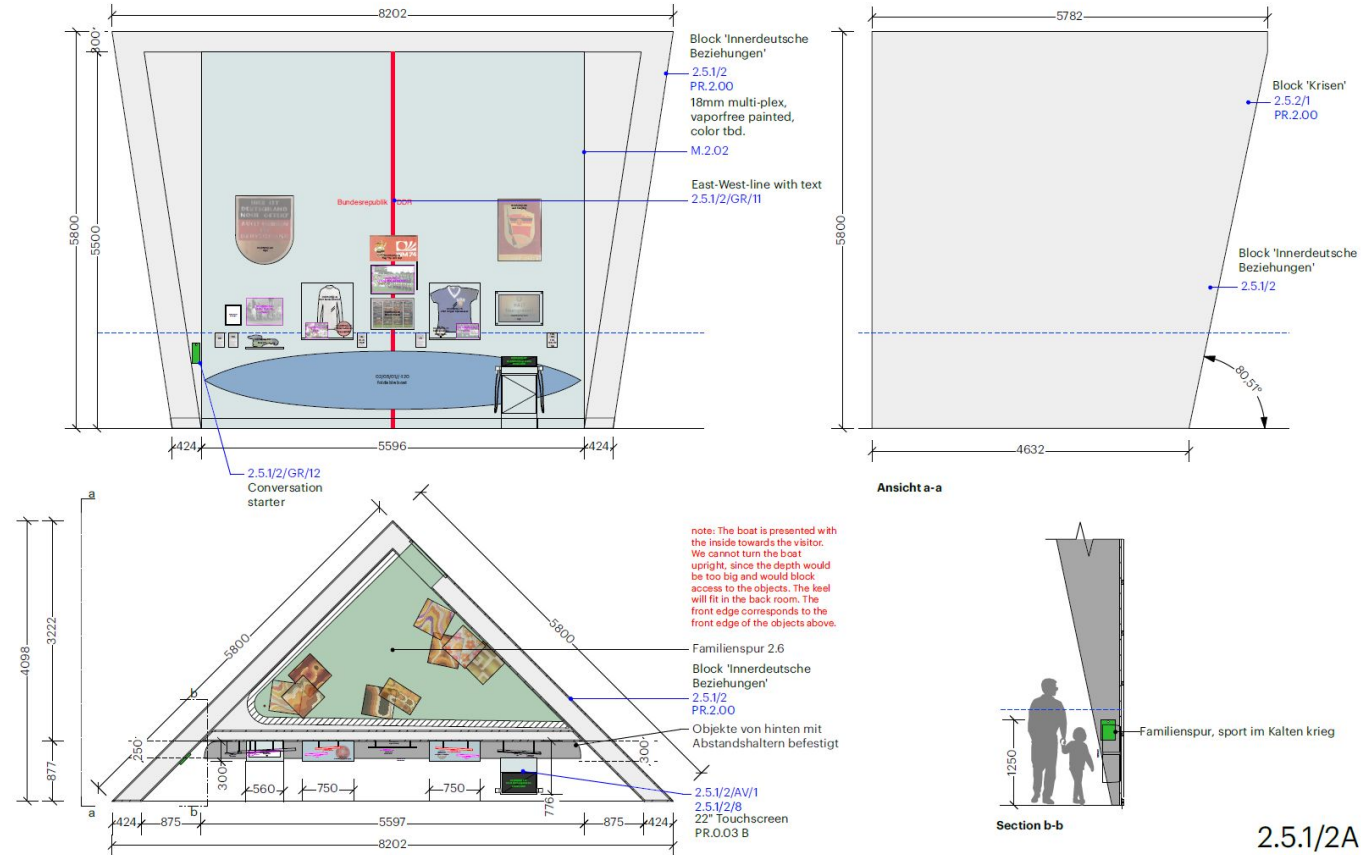 8202
300
5800
5500
Bundesrepublik DDR
424
5596
424
2.5.1/2/GR/12
Conversation
starter
Block 'Innerdeutsche
Beziehungen'
2.5.1/2
PR.2.00
18mm multi-plex,
vaporfree painted,
color tbd.
M.2.02
East-West-line with text
2.5.1/2/GR/11
5782
5800
Block 'Krisen'
2.5.2/1
PR.2.00
Block 'Innerdeutsche
Beziehungen'
2.5.1/2
80,51°
4632
Ansicht a-a
a
a
4098
3222
877
5800
5800
b
b
250
300
300
560
750
750
776
424
875
5597
875
424
8202
note: The boat is presented with
the inside towards the visitor.
We cannot turn the boat
upright, since the depth would
be too big and would block
access to the objects. The keel
will fit in the back room. The
front edge corresponds to the
front edge of the objects above.
Familienspur 2.6
Block 'Innerdeutsche
Beziehungen'
2.5.1/2
PR.2.00
Objekte von hinten mit
Abstandshaltern befestigt
2.5.1/2/AV/1
2.5.1/2/8
22" Touchscreen
PR.0.03 B
1250
Familienspur, sport im Kalten krieg
Section b-b
2.5.1/2A